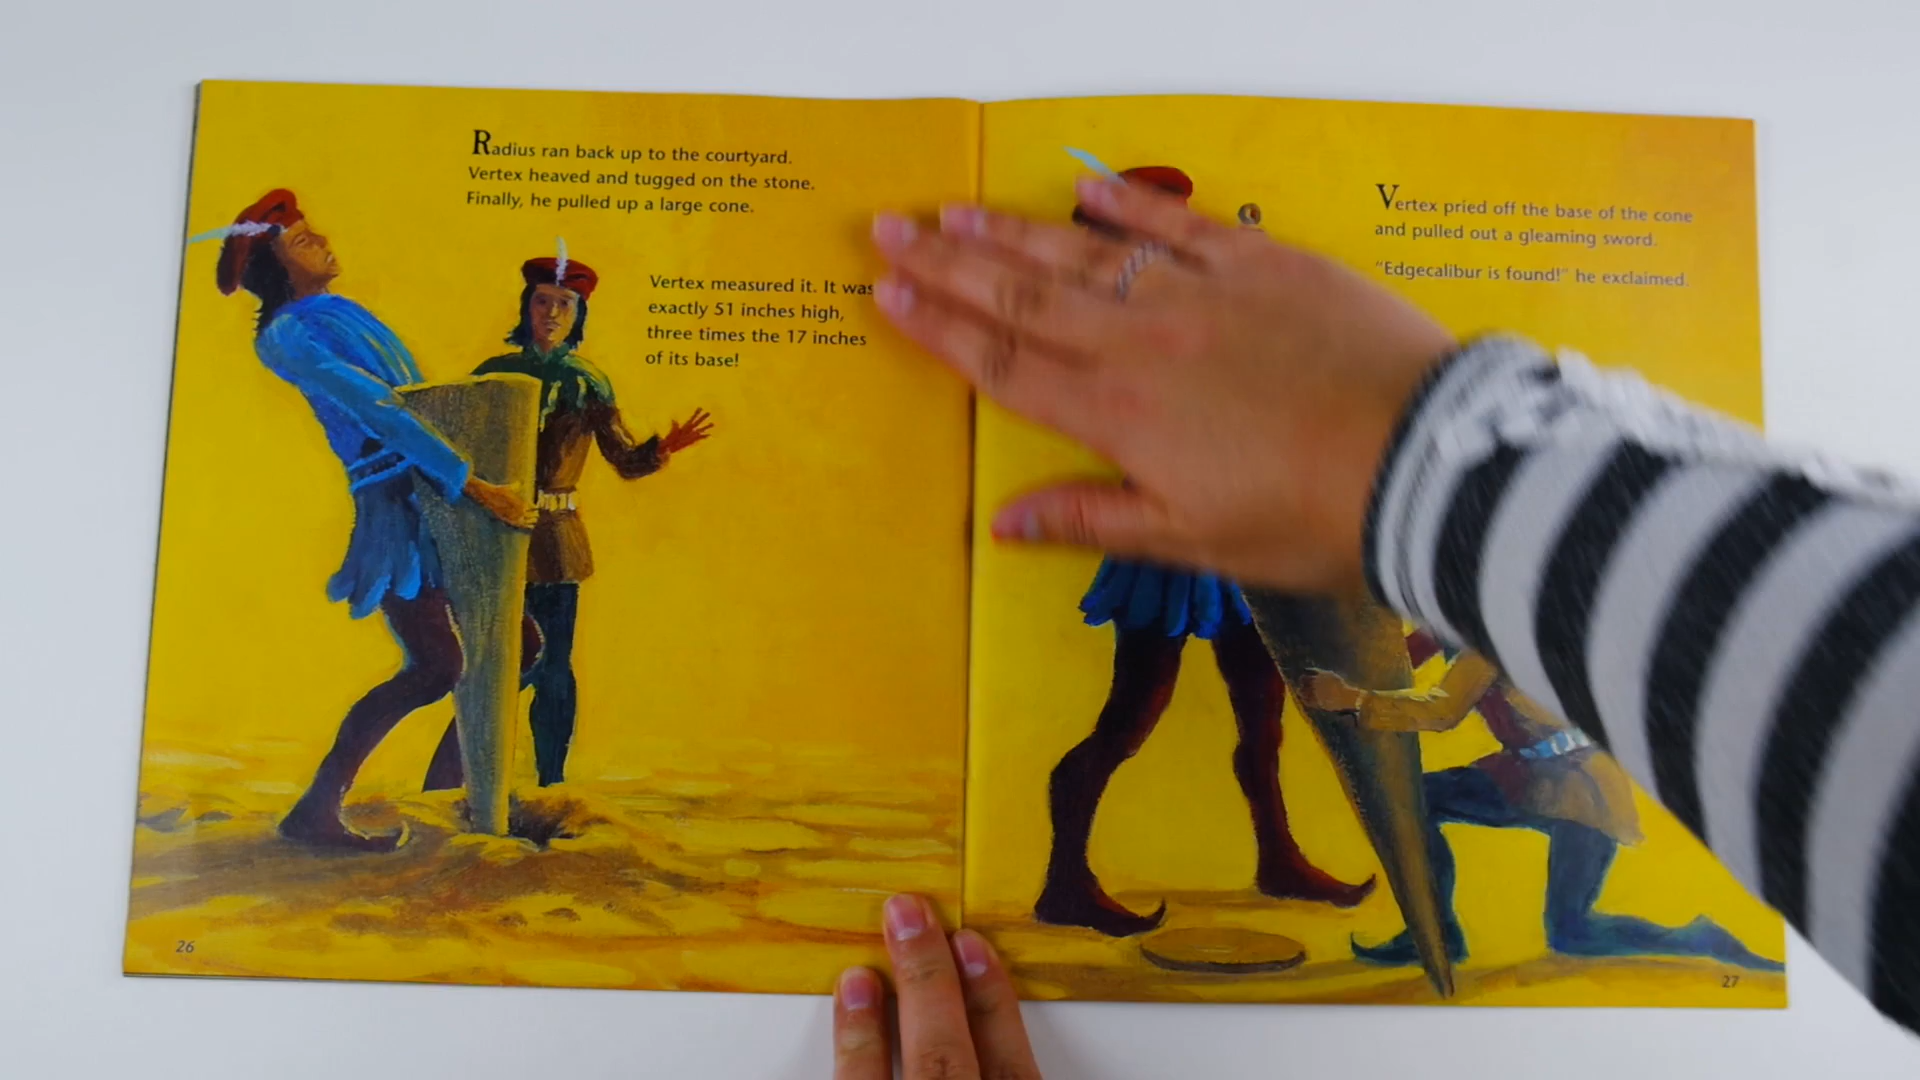 Radius ran back up to the courtyard.
Vertex heaved and tugged on the stone.
Finally, he pulled up a large cone.
Vertex measured it. It was
exactly 51 inches high,
three times the 17 inches
of its base!
26
Vertex pried off the base of the cone
and pulled out a gleaming sword.
"Edgecalibur is found!" he exclaimed.
27